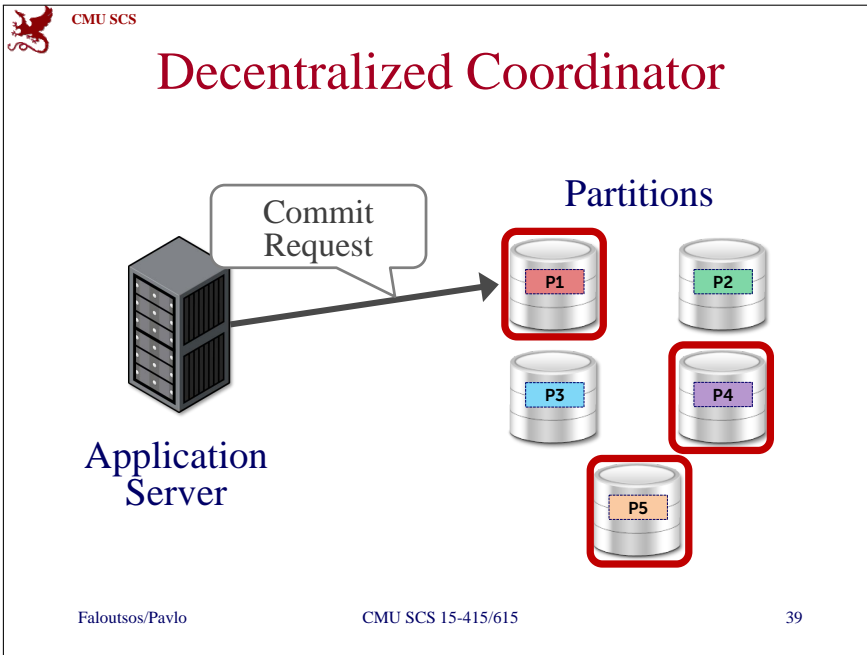 CMU SCS
Decentralized Coordinator
Commit
Request
Partitions
P1
P2
P3
P4
P5
Application
Server
Faloutsos/Pavlo
CMU SCS 15-415/615
39